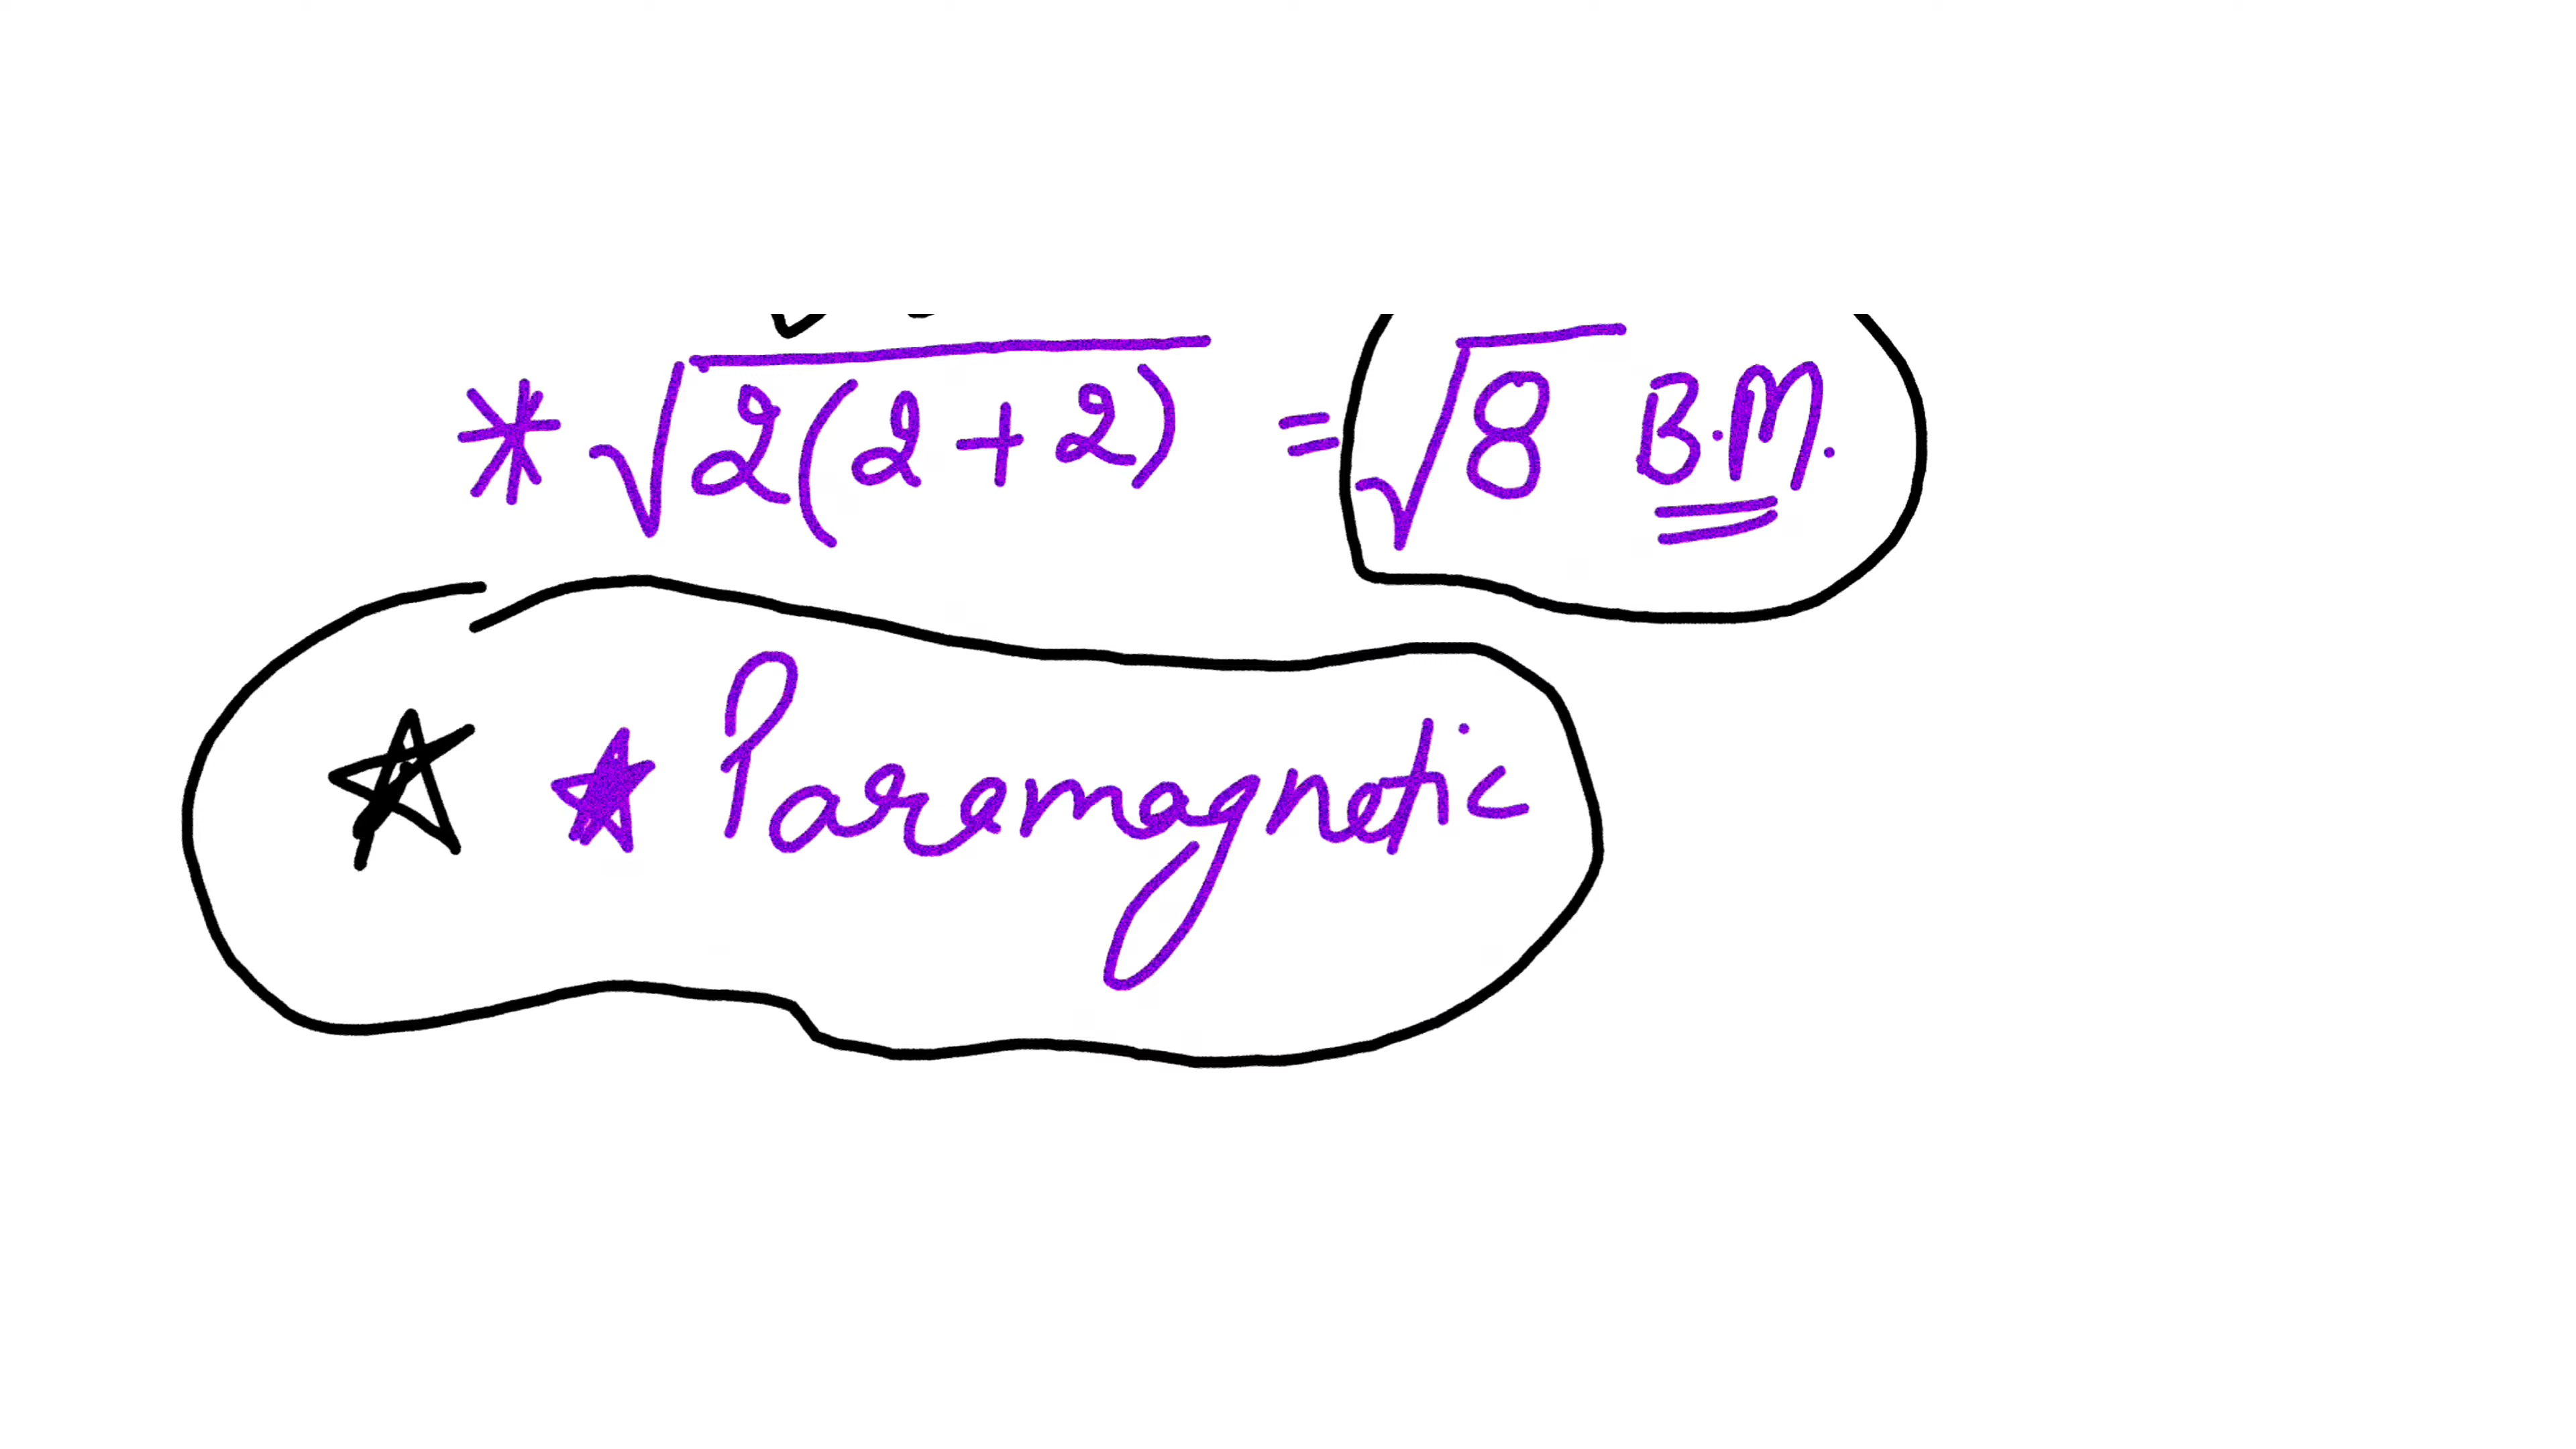 * √2(2+2) = √8 B.M.
☆ ★ Paramagnetic